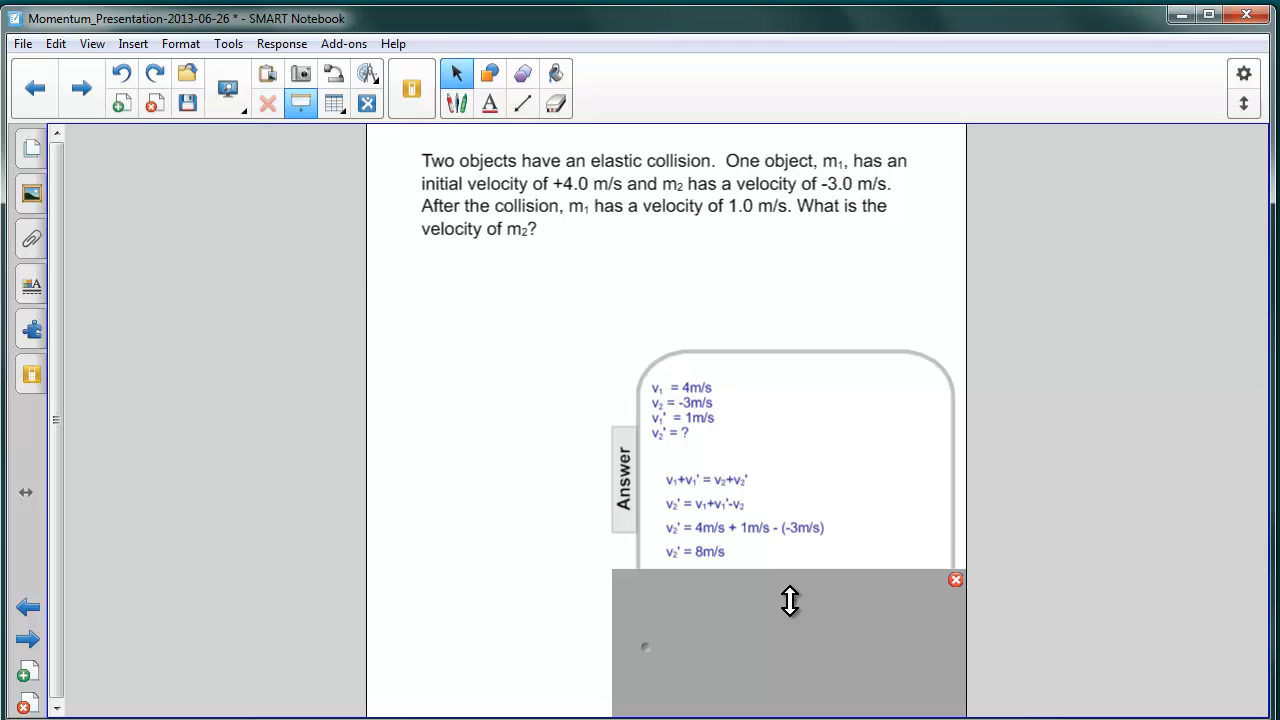 Momentum_Presentation-2013-06-26 * - SMART Notebook
File Edit View Insert Format Tools Response Add-ons Help
Two objects have an elastic collision. One object, m₁, has an
initial velocity of +4.0 m/s and m₂ has a velocity of -3.0 m/s.
After the collision, m₁ has a velocity of 1.0 m/s. What is the
velocity of m₂?
v₁ = 4m/s
v₂ = -3m/s
v₁' = 1m/s
v₂' = ?
Answer
v₁+v₁' = v₂+v₂'
v₂' = v₁+v₁'-v₂
v₂' = 4m/s + 1m/s - (-3m/s)
v₂' = 8m/s